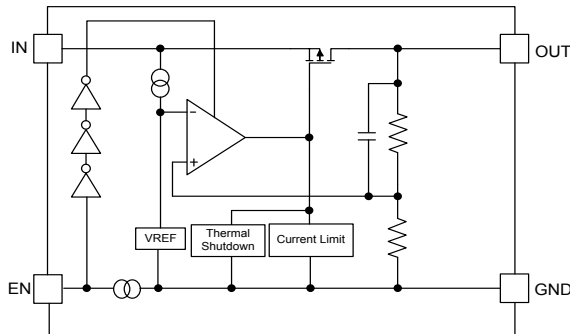 IN
OUT
−
+
VREF
Thermal
Shutdown
Current Limit
EN
GND